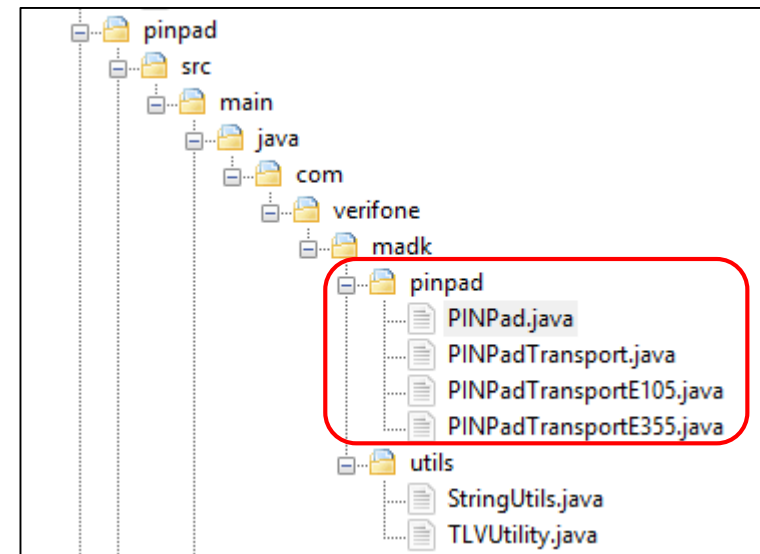 pinpad
src
main
java
com
verifone
madk
pinpad
PINPad.java
PINPadTransport.java
PINPadTransportE105.java
PINPadTransportE355.java
utils
StringUtils.java
TLVUtility.java